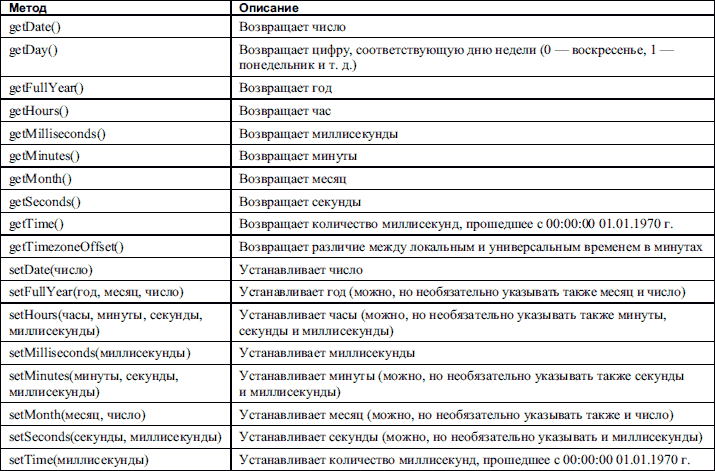 Метод Описание
getDate() Возвращает число
getDay() Возвращает цифру, соответствующую дню недели (0 — воскресенье, 1 —
понедельник и т. д.)
getFullYear() Возвращает год
getHours() Возвращает час
getMilliseconds() Возвращает миллисекунды
getMinutes() Возвращает минуты
getMonth() Возвращает месяц
getSeconds() Возвращает секунды
getTime() Возвращает количество миллисекунд, прошедшее с 00:00:00 01.01.1970 г.
getTimezoneOffset() Возвращает различие между локальным и универсальным временем в минутах
setDate(число) Устанавливает число
setFullYear(год, месяц, число) Устанавливает год (можно, но необязательно указывать также месяц и число)
setHours(часы, минуты, секунды, Устанавливает часы (можно, но необязательно указывать также минуты,
миллисекунды) секунды и миллисекунды)
setMilliseconds(миллисекунды) Устанавливает миллисекунды
setMinutes(минуты, секунды, Устанавливает минуты (можно, но необязательно указывать также секунды
миллисекунды) и миллисекунды)
setMonth(месяц, число) Устанавливает месяц (можно, но необязательно указывать также и число)
setSeconds(секунды, миллисекунды) Устанавливает секунды (можно, но необязательно указывать и миллисекунды)
setTime(миллисекунды) Устанавливает количество миллисекунд, прошедшее с 00:00:00 01.01.1970 г.